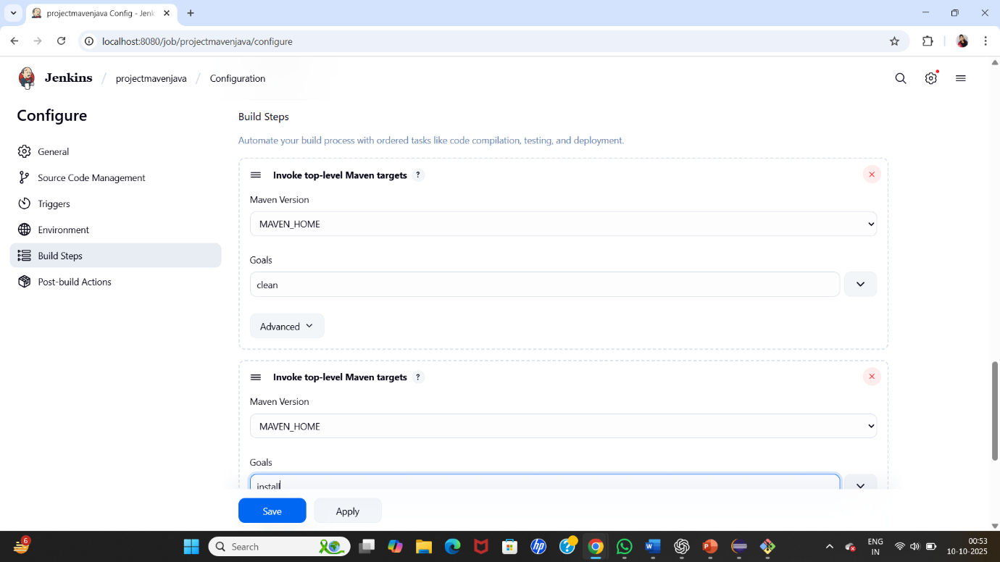 projectmavenjava Config - Jenk
localhost:8080/job/projectmavenjava/configure
Jenkins / projectmavenjava / Configuration
Configure
General
Source Code Management
Triggers
Environment
Build Steps
Post-build Actions
Build Steps
Automate your build process with ordered tasks like code compilation, testing, and deployment.
Invoke top-level Maven targets ?
Maven Version
MAVEN_HOME
Goals
clean
Advanced
Invoke top-level Maven targets ?
Maven Version
MAVEN_HOME
Goals
install
Save Apply
6
Search
ENG
IN
00:53
10-10-2025